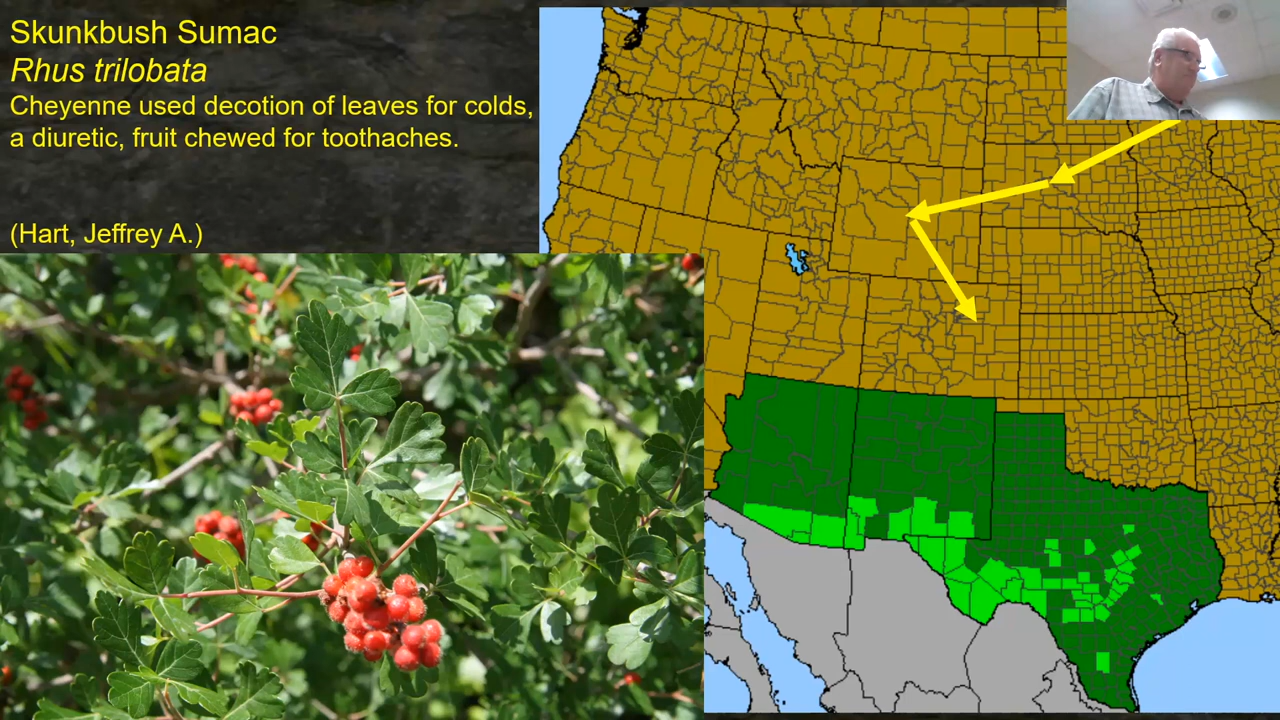 Skunkbush Sumac
Rhus trilobata
Cheyenne used decotion of leaves for colds,
a diuretic, fruit chewed for toothaches.
(Hart, Jeffrey A.)